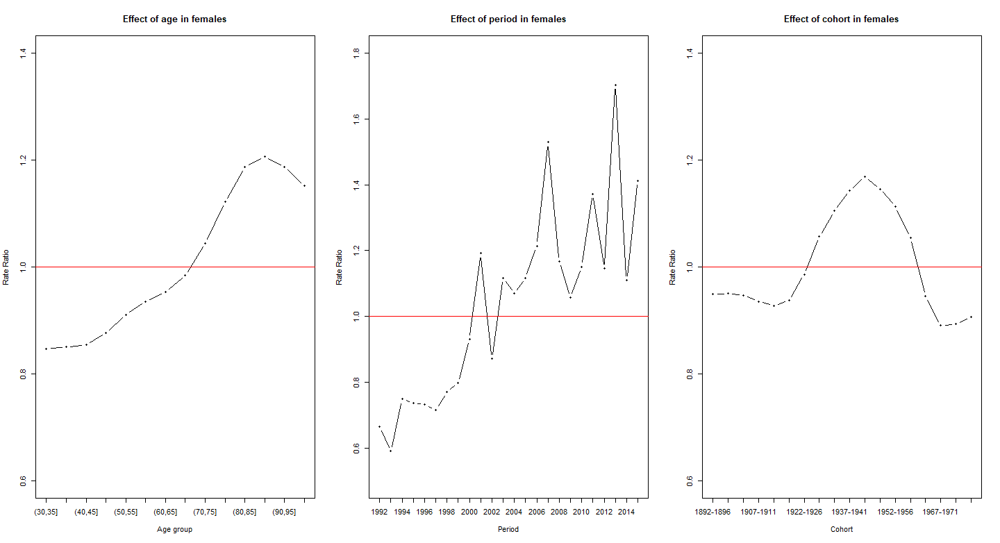 Effect of age in females
Rate Ratio
1.4
1.2
1.0
0.8
0.6
(30,35] (40,45] (50,55] (60,65] (70,75] (80,85] (90,95]
Age group
Effect of period in females
Rate Ratio
1.8
1.6
1.4
1.2
1.0
0.8
0.6
1992 1994 1996 1998 2000 2002 2004 2006 2008 2010 2012 2014
Period
Effect of cohort in females
Rate Ratio
1.4
1.2
1.0
0.8
0.6
1892-1896 1907-1911 1922-1926 1937-1941 1952-1956 1967-1971
Cohort